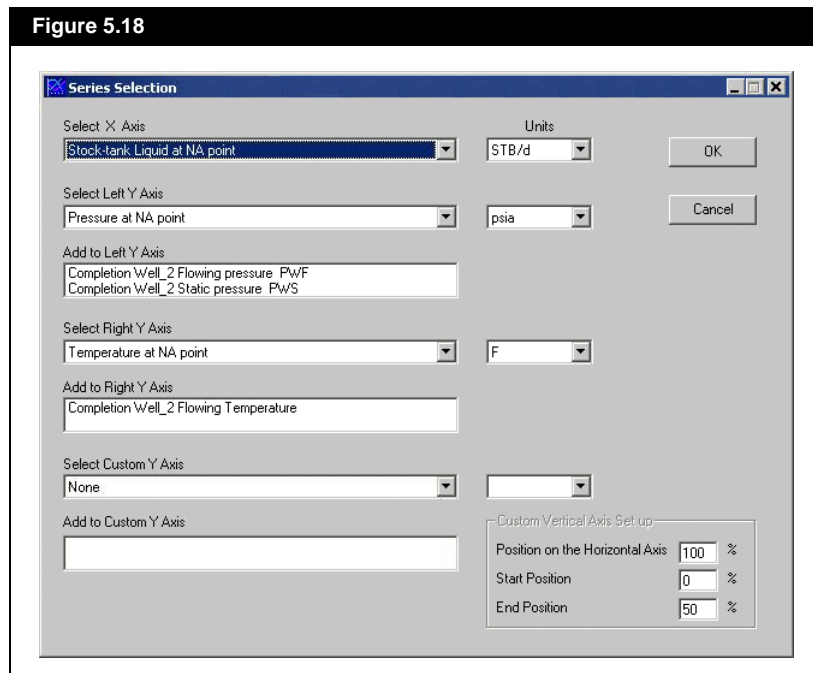 Figure 5.18
Series Selection
Select X Axis
Units
Stock-tank Liquid at NA point
STB/d
OK
Select Left Y Axis
Pressure at NA point
psia
Cancel
Add to Left Y Axis
Completion Well_2 Flowing pressure PWF
Completion Well_2 Static pressure PWS
Select Right Y Axis
Temperature at NA point
F
Add to Right Y Axis
Completion Well_2 Flowing Temperature
Select Custom Y Axis
None
Add to Custom Y Axis
Custom Vertical Axis Set up
Position on the Horizontal Axis 100 %
Start Position 0 %
End Position 50 %